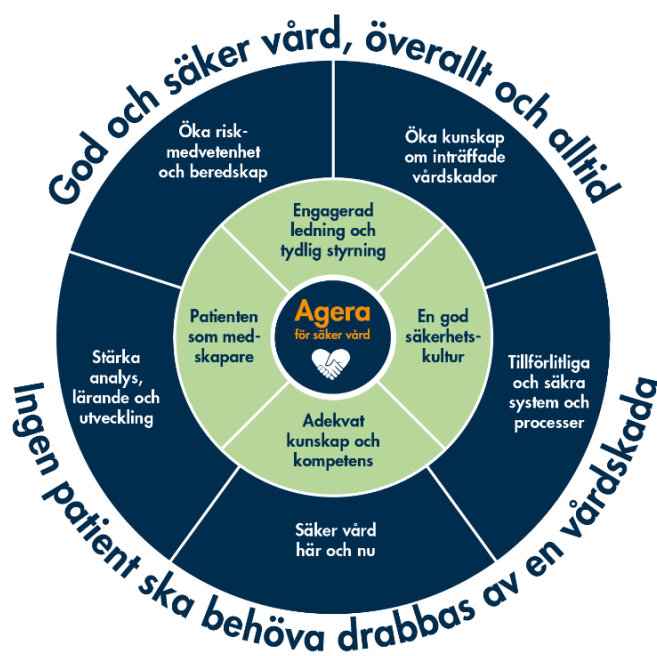 God och säker vård, överallt och alltid
Öka risk-
medvetenhet
och beredskap
Öka kunskap
om inträffade
vårdskador
Engagerad
ledning och
tydlig styrning
Patienten
som med-
skapare
Agera
för säker vård
En god
säkerhets-
kultur
Stärka
analys,
lärande och
utveckling
Tillförlitliga
och säkra
system och
processer
Adekvat
kunskap och
kompetens
Säker vård
här och nu
Ingen patient ska behöva drabbas av en vårdskada